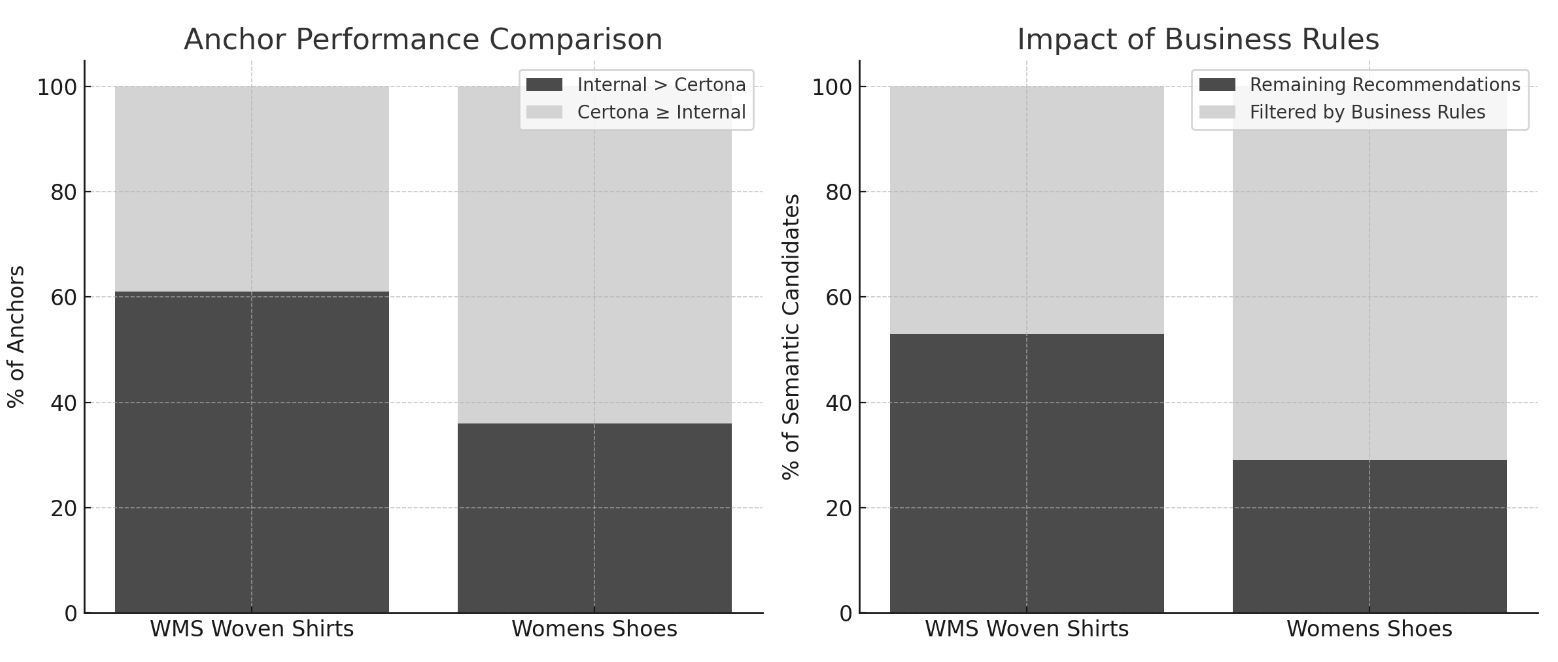 Anchor Performance Comparison
% of Anchors
100
80
60
40
20
0
Internal > Certona
Certona ≥ Internal
WMS Woven Shirts
Womens Shoes
Impact of Business Rules
% of Semantic Candidates
100
80
60
40
20
0
Remaining Recommendations
Filtered by Business Rules
WMS Woven Shirts
Womens Shoes